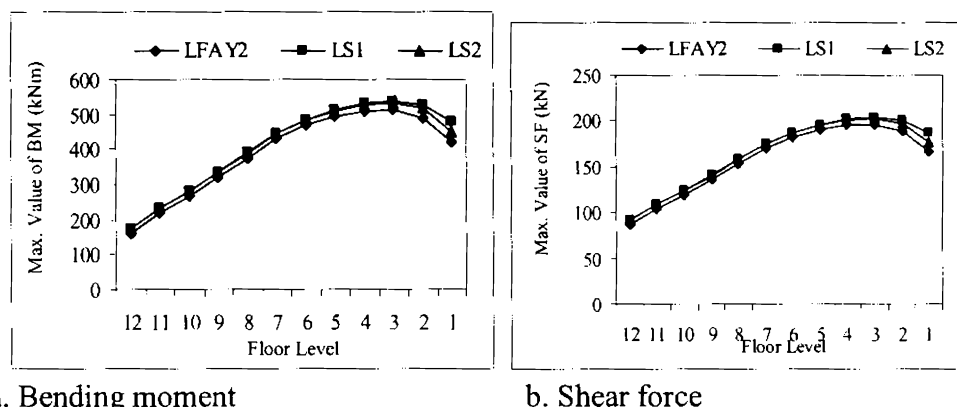 LFAY2 LS1 LS2
Max. Value of BM (kNm)
600
500
400
300
200
100
0
12 11 10 9 8 7 6 5 4 3 2 1
Floor Level
. Bending moment
LFAY2 LS1 LS2
Max. Value of SF (kN)
250
200
150
100
50
0
12 11 10 9 8 7 6 5 4 3 2 1
Floor Level
b. Shear force